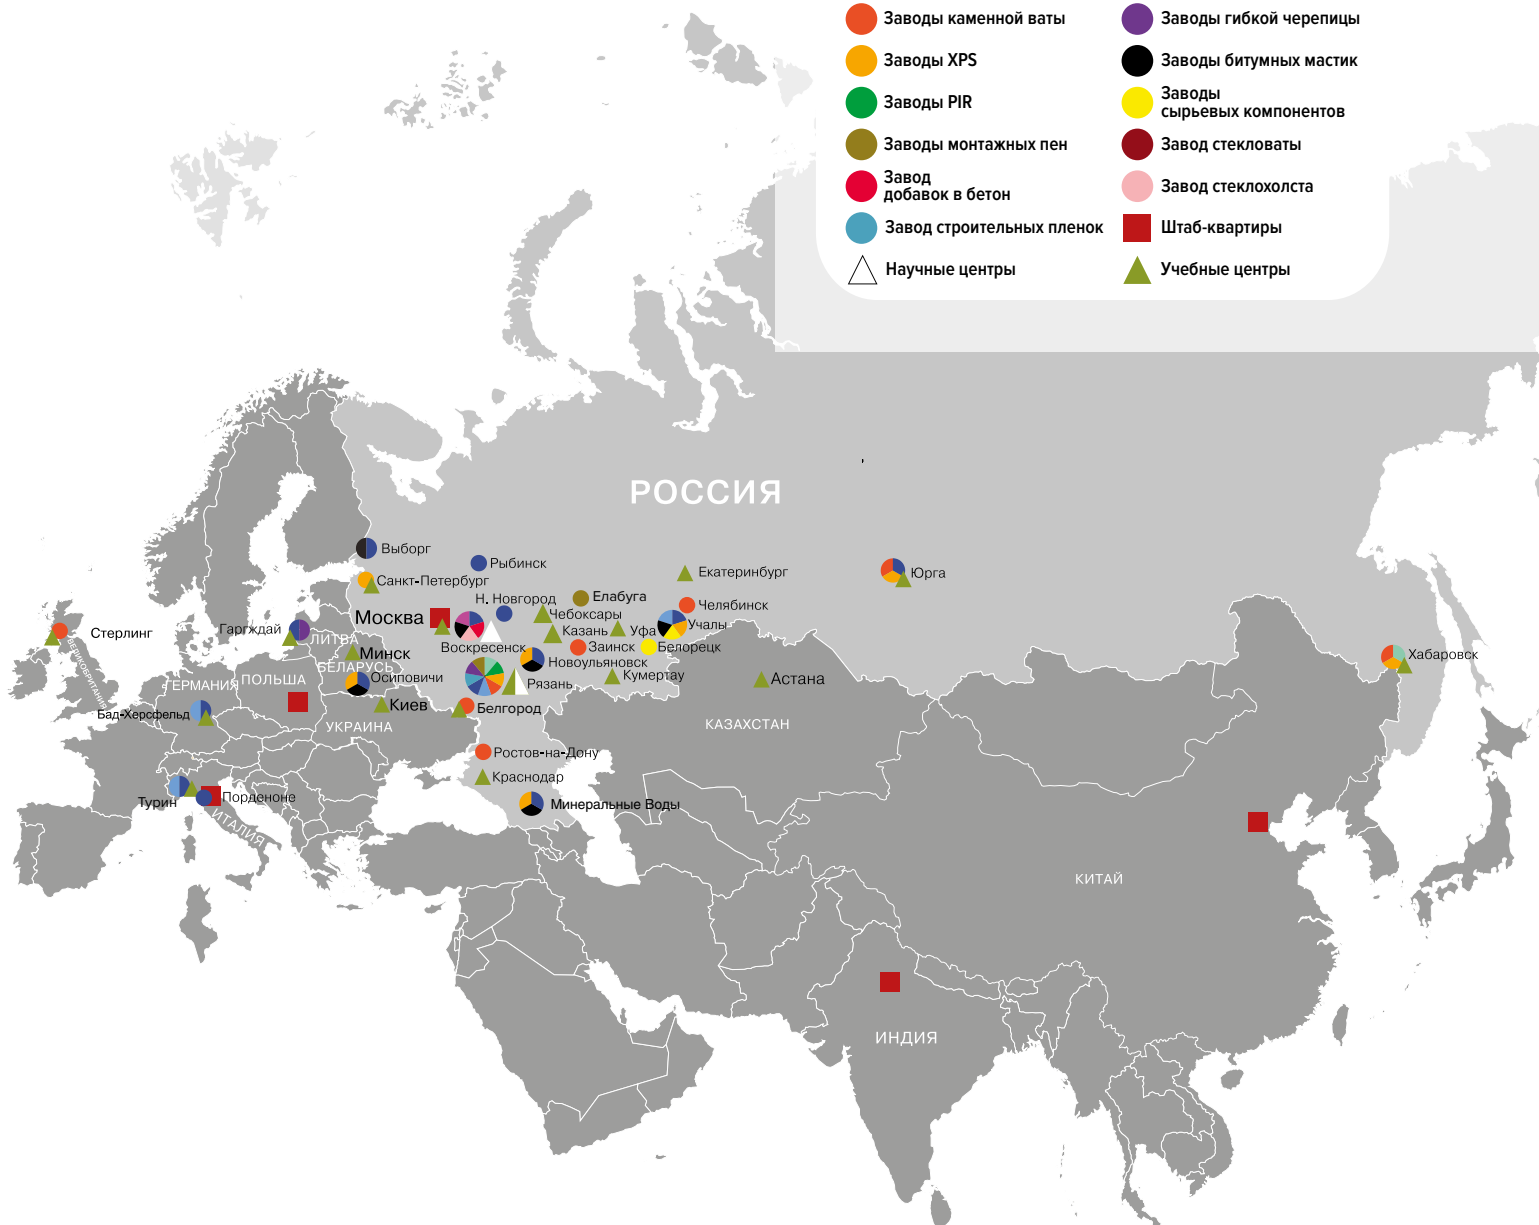 Заводы каменной ваты
Заводы XPS
Заводы PIR
Заводы монтажных пен
Завод
добавок в бетон
Завод строительных пленок
Научные центры
Заводы гибкой черепицы
Заводы битумных мастик
Заводы
сырьевых компонентов
Завод стекловаты
Завод стеклохолста
Штаб-квартиры
Учебные центры
РОССИЯ
Выборг
Рыбинск
Санкт-Петербург
Екатеринбург
Юрга
Н. Новгород
Елабуга
Челябинск
Москва
Чебоксары
Стерлинг
Гаргждай
ЛИТВА
Казань
Уфа
Учалы
ВЕЛИКОБРИТАНИЯ
Воскресенск
Заинск
Белорецк
Минск
Хабаровск
БЕЛАРУСЬ
Новоульяновск
ГЕРМАНИЯ
ПОЛЬША
Осиповичи
Рязань
Кумертау
Астана
Бад-Херсфельд
Киев
Белгород
УКРАИНА
КАЗАХСТАН
Ростов-на-Дону
Краснодар
Турин
Порденоне
Минеральные Воды
ИТАЛИЯ
КИТАЙ
ИНДИЯ